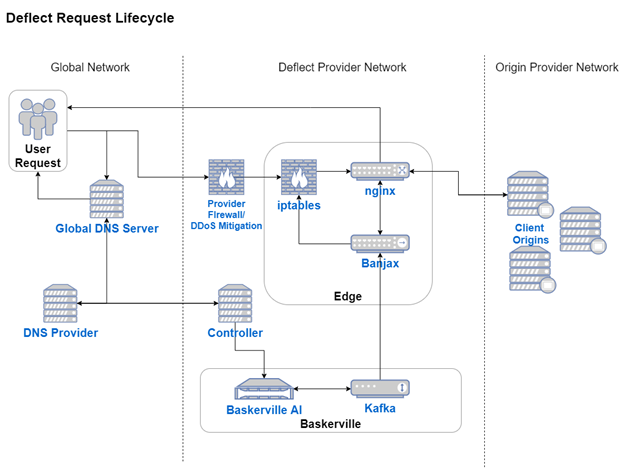 Deflect Request Lifecycle
Global Network
Deflect Provider Network
Origin Provider Network
User
Request
Global DNS Server
Provider
Firewall/
DDoS Mitigation
iptables
nginx
Client
Origins
Banjax
Edge
DNS Provider
Controller
Baskerville AI
Kafka
Baskerville